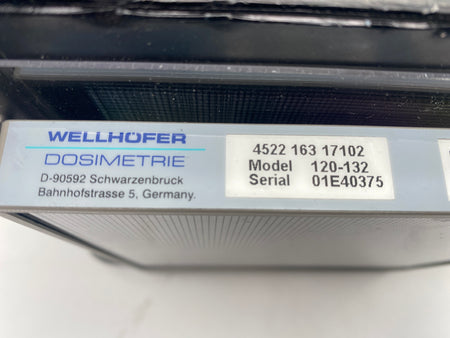 WELLHÖFER
DOSIMETRIE
D-90592 Schwarzenbruck
Bahnhofstrasse 5, Germany.
4522 163 17102
Model 120-132
Serial 01E40375